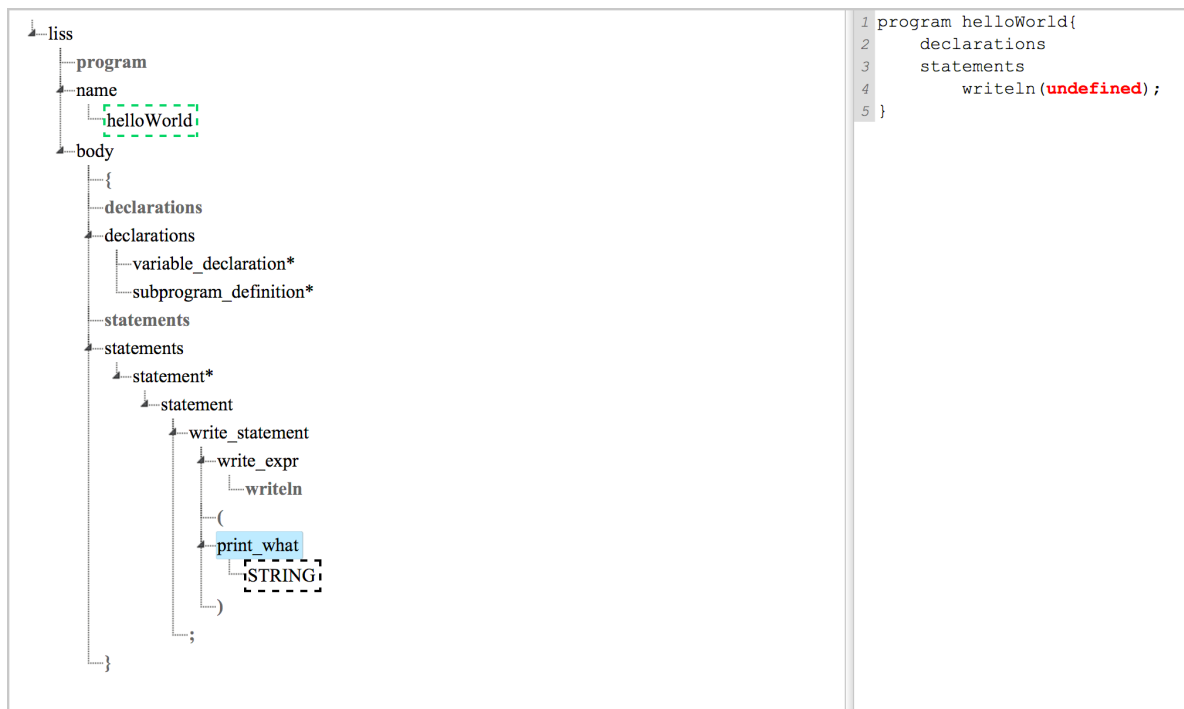 liss
program
name
helloWorld
body
{
declarations
declarations
variable_declaration*
subprogram_definition*
statements
statements
statement*
statement
write_statement
write_expr
writeln
(
print_what
STRING
)
;
}
1 program helloWorld{
2 declarations
3 statements
4 writeln(undefined);
5 }